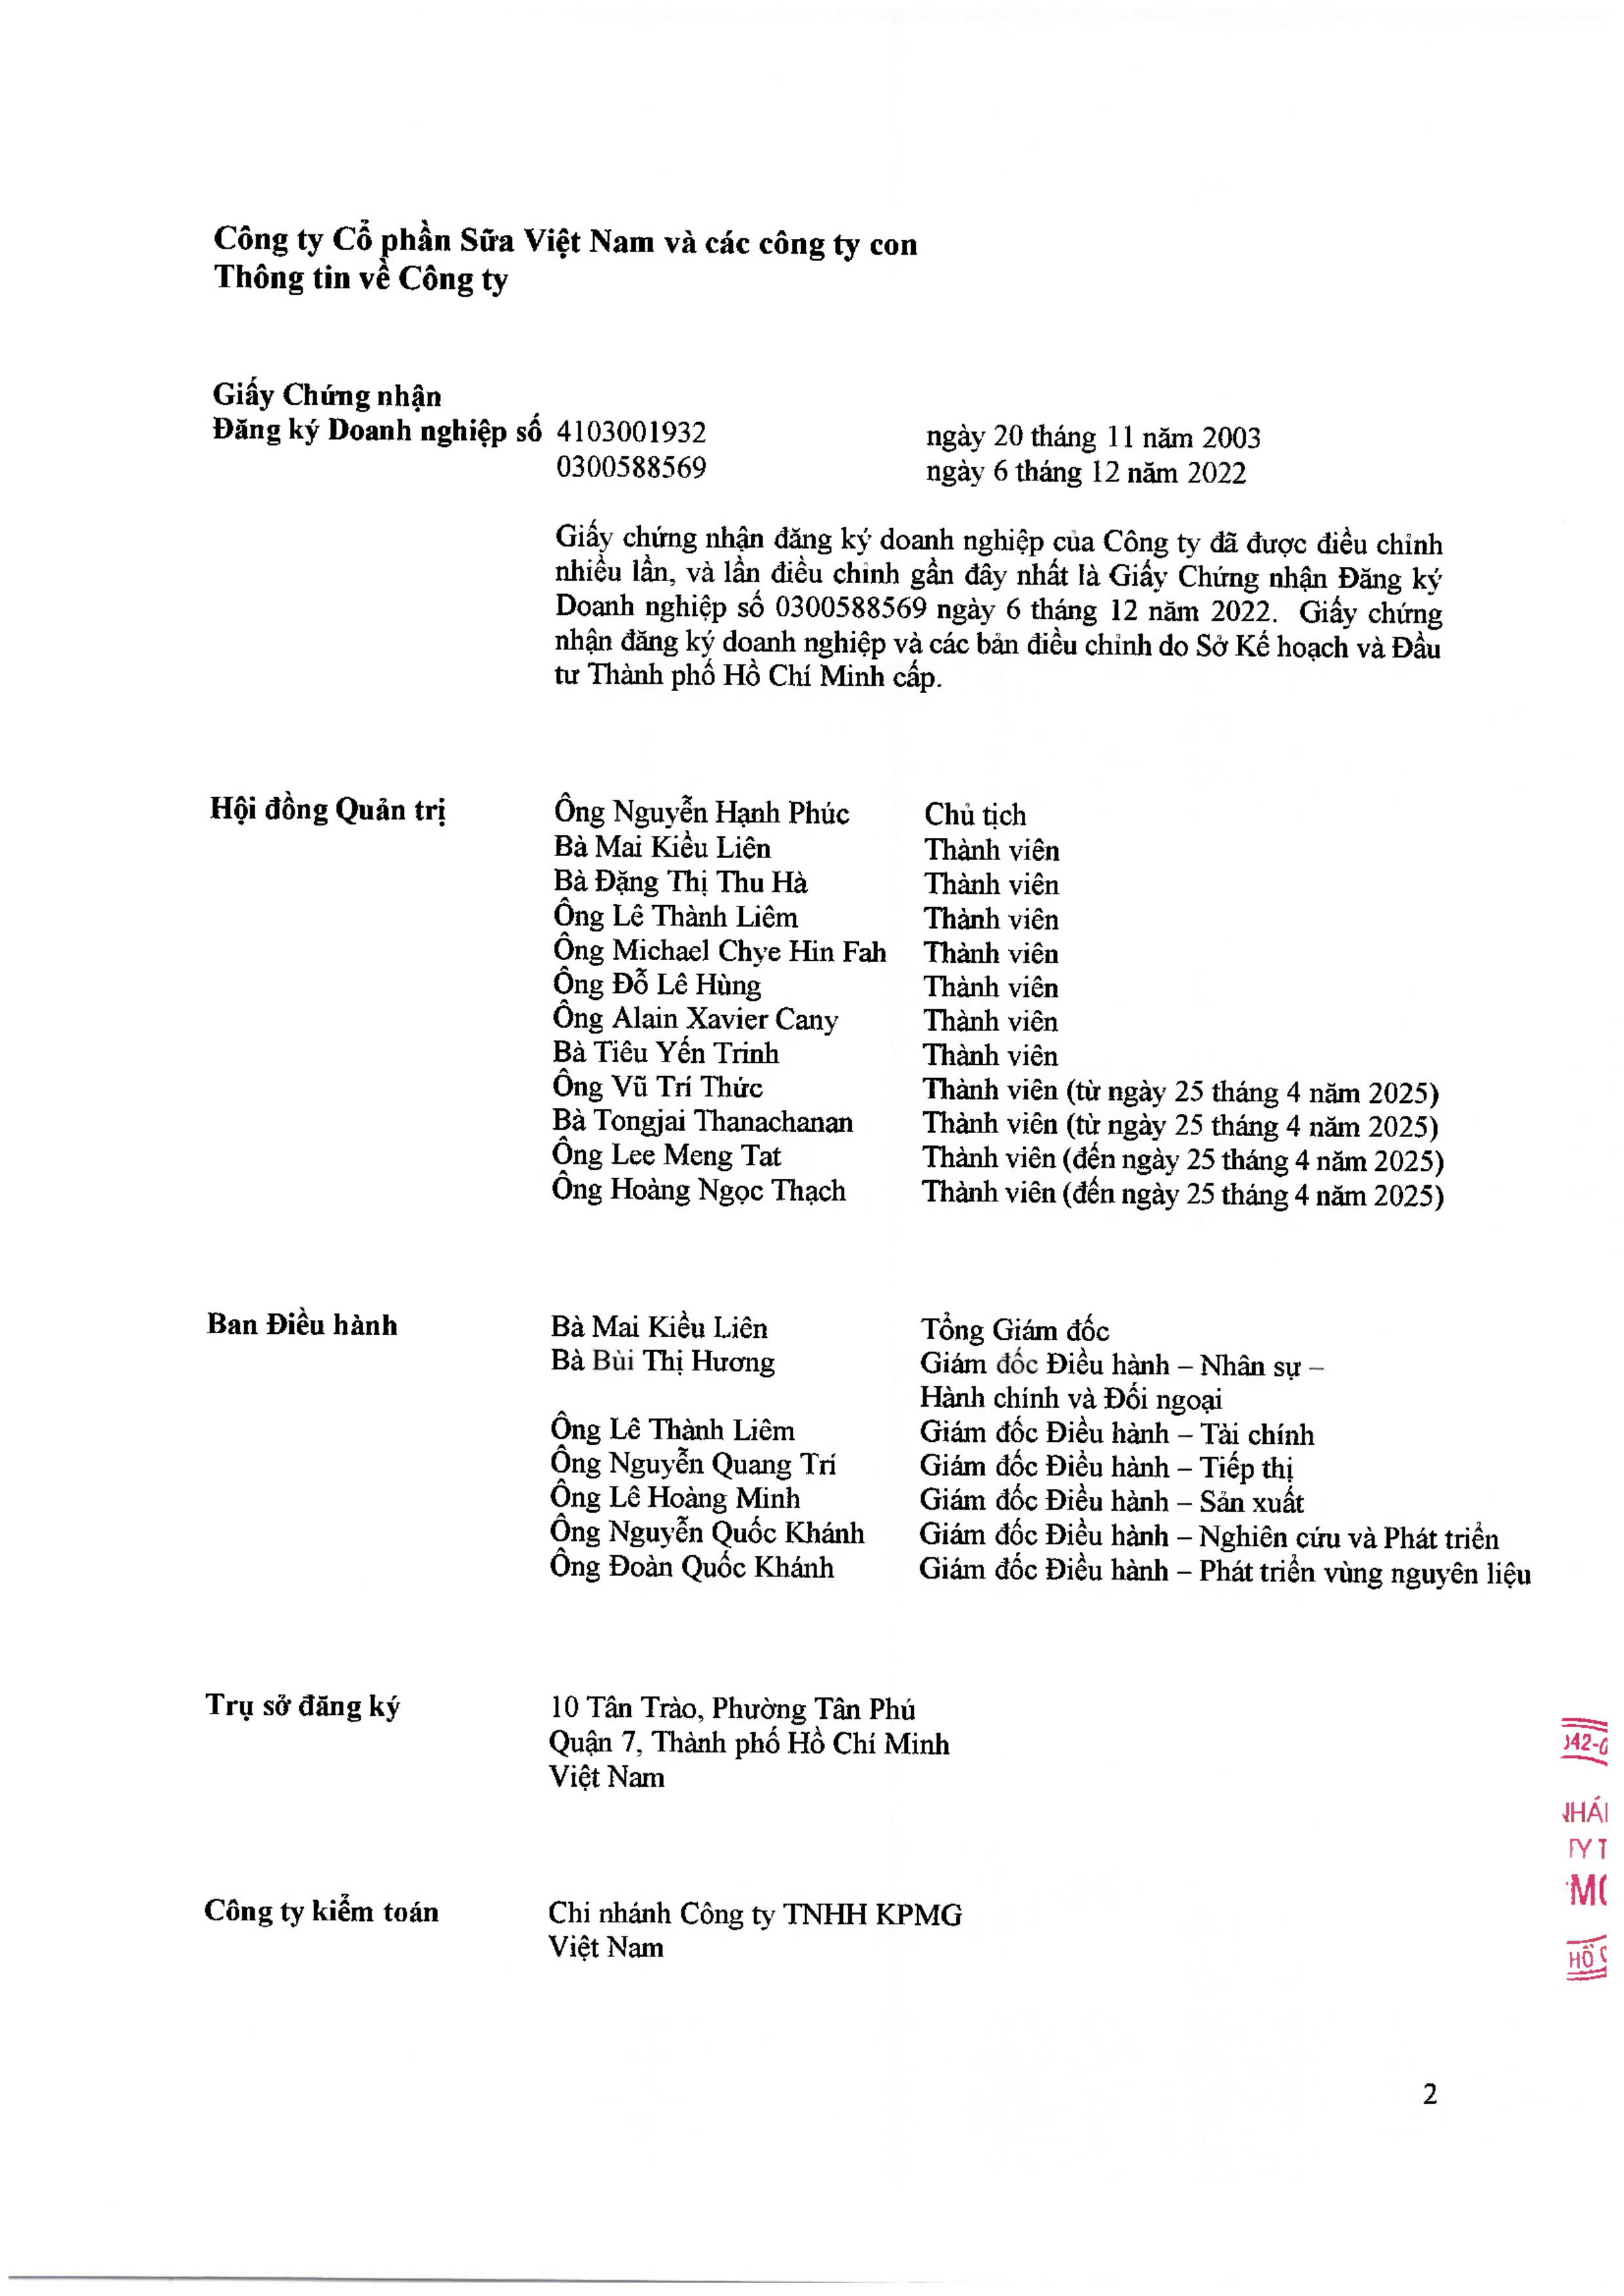 Công ty Cổ phần Sữa Việt Nam và các công ty con
Thông tin về Công ty
Giấy Chứng nhận
Đăng ký Doanh nghiệp số 4103001932 ngày 20 tháng 11 năm 2003
0300588569 ngày 6 tháng 12 năm 2022
Giấy chứng nhận đăng ký doanh nghiệp của Công ty đã được điều chỉnh
nhiều lần, và lần điều chỉnh gần đây nhất là Giấy Chứng nhận Đăng ký
Doanh nghiệp số 0300588569 ngày 6 tháng 12 năm 2022. Giấy chứng
nhận đăng ký doanh nghiệp và các bản điều chỉnh do Sở Kế hoạch và Đầu
tư Thành phố Hồ Chí Minh cấp.
Hội đồng Quản trị Ông Nguyễn Hạnh Phúc Chủ tịch
Bà Mai Kiều Liên Thành viên
Bà Đặng Thị Thu Hà Thành viên
Ông Lê Thành Liêm Thành viên
Ông Michael Chye Hin Fah Thành viên
Ông Đỗ Lê Hùng Thành viên
Ông Alain Xavier Cany Thành viên
Bà Tiêu Yến Trinh Thành viên
Ông Vũ Trí Thức Thành viên (từ ngày 25 tháng 4 năm 2025)
Bà Tongjai Thanachanan Thành viên (từ ngày 25 tháng 4 năm 2025)
Ông Lee Meng Tat Thành viên (đến ngày 25 tháng 4 năm 2025)
Ông Hoàng Ngọc Thạch Thành viên (đến ngày 25 tháng 4 năm 2025)
Ban Điều hành Bà Mai Kiều Liên Tổng Giám đốc
Bà Bùi Thị Hương Giám đốc Điều hành – Nhân sự –
Hành chính và Đối ngoại
Ông Lê Thành Liêm Giám đốc Điều hành – Tài chính
Ông Nguyễn Quang Trí Giám đốc Điều hành – Tiếp thị
Ông Lê Hoàng Minh Giám đốc Điều hành – Sản xuất
Ông Nguyễn Quốc Khánh Giám đốc Điều hành – Nghiên cứu và Phát triển
Ông Đoàn Quốc Khánh Giám đốc Điều hành – Phát triển vùng nguyên liệu
Trụ sở đăng ký 10 Tân Trào, Phường Tân Phú
Quận 7, Thành phố Hồ Chí Minh
Việt Nam
Công ty kiểm toán Chi nhánh Công ty TNHH KPMG
Việt Nam
2